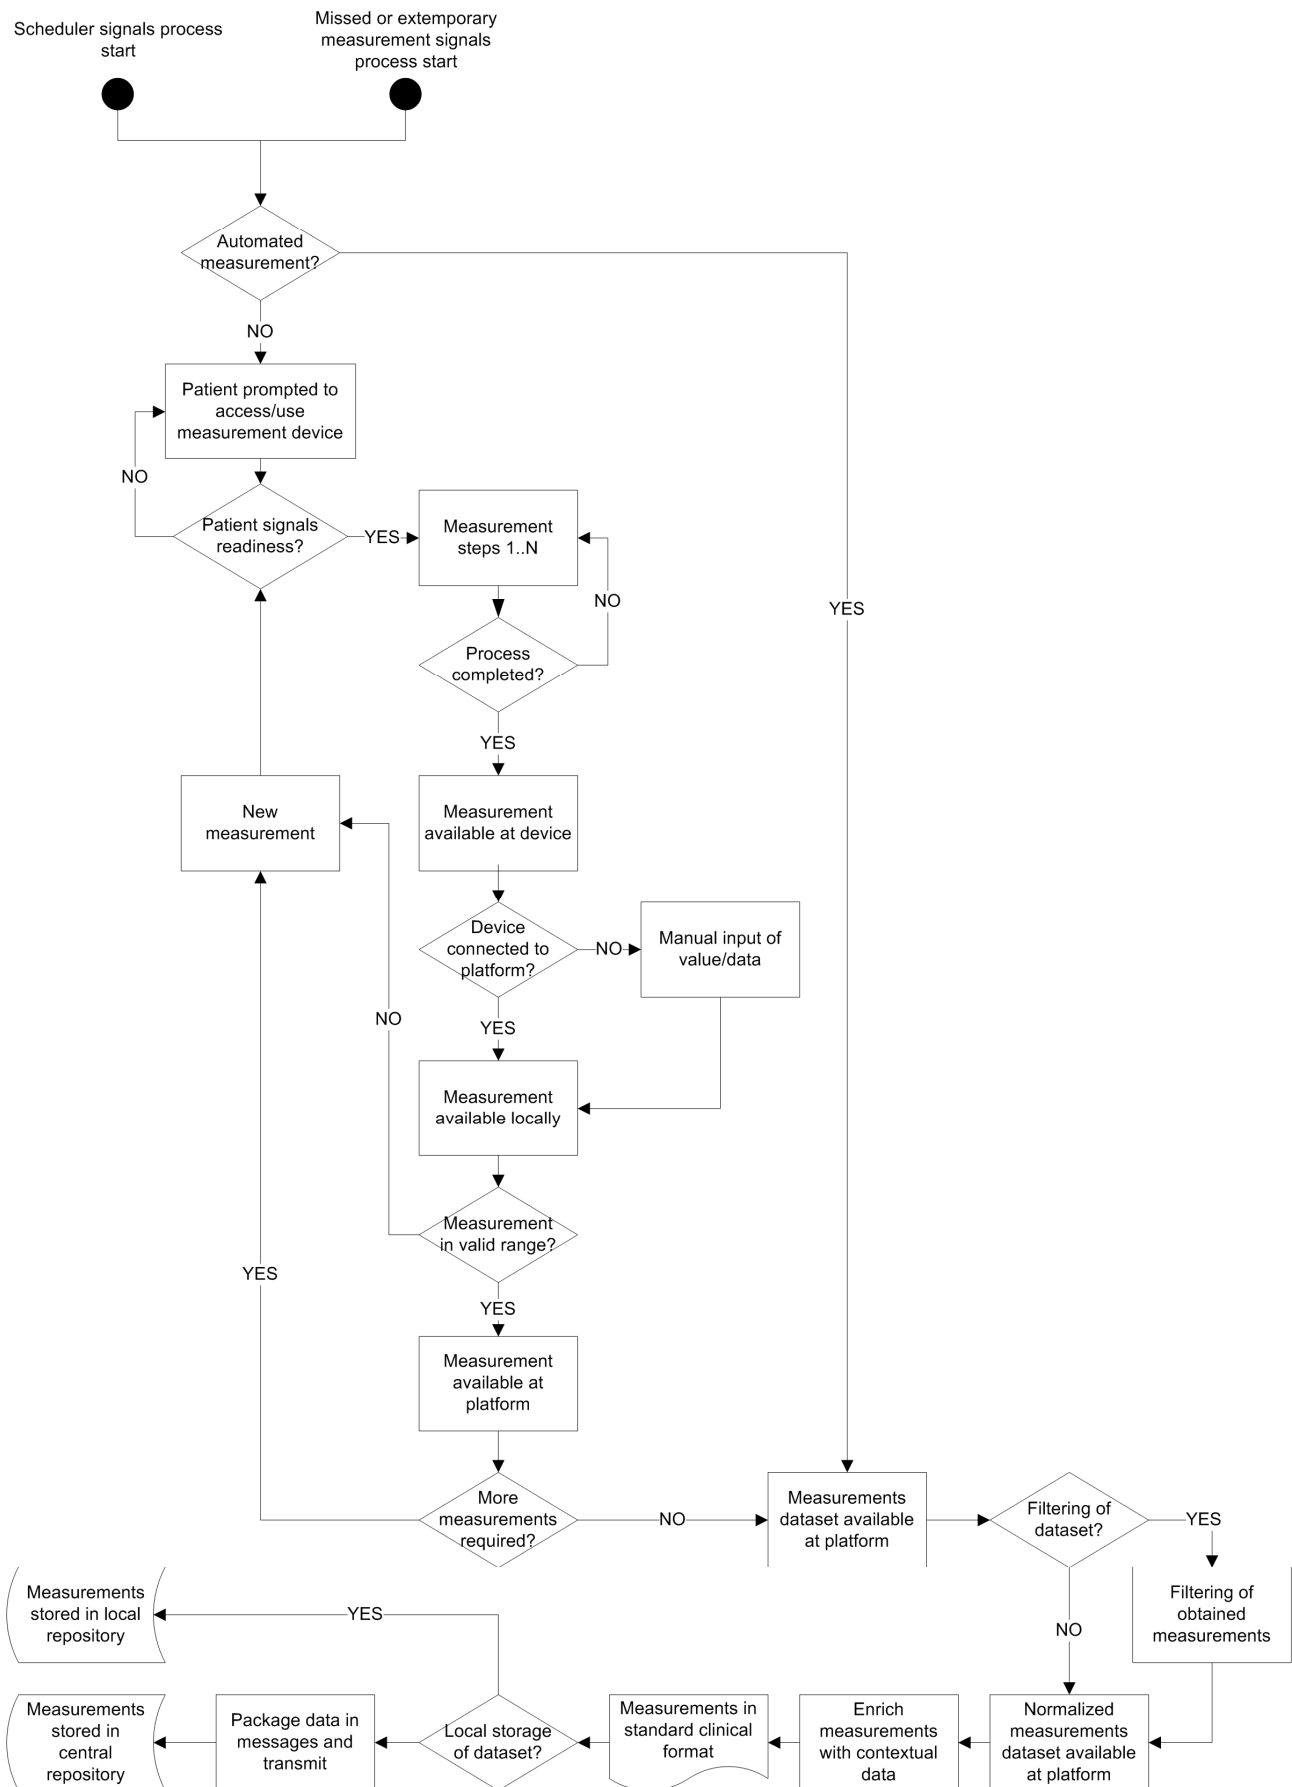 Scheduler signals process
start
Missed or extemporary
measurement signals
process start
Automated
measurement?
NO
Patient prompted to
access/use
measurement device
NO
Patient signals
readiness?
YES
Measurement
steps 1..N
NO
YES
Process
completed?
YES
New
measurement
Measurement
available at device
Device
connected to
platform?
NO
Manual input of
value/data
NO
YES
Measurement
available locally
Measurement
in valid range?
YES
YES
Measurement
available at
platform
More
measurements
required?
NO
Measurements
dataset available
at platform
Filtering of
dataset?
YES
Measurements
stored in local
repository
YES
NO
Filtering of
obtained
measurements
Measurements
stored in
central
repository
Package data in
messages and
transmit
Local storage
of dataset?
Measurements in
standard clinical
format
Enrich
measurements
with contextual
data
Normalized
measurements
dataset available
at platform